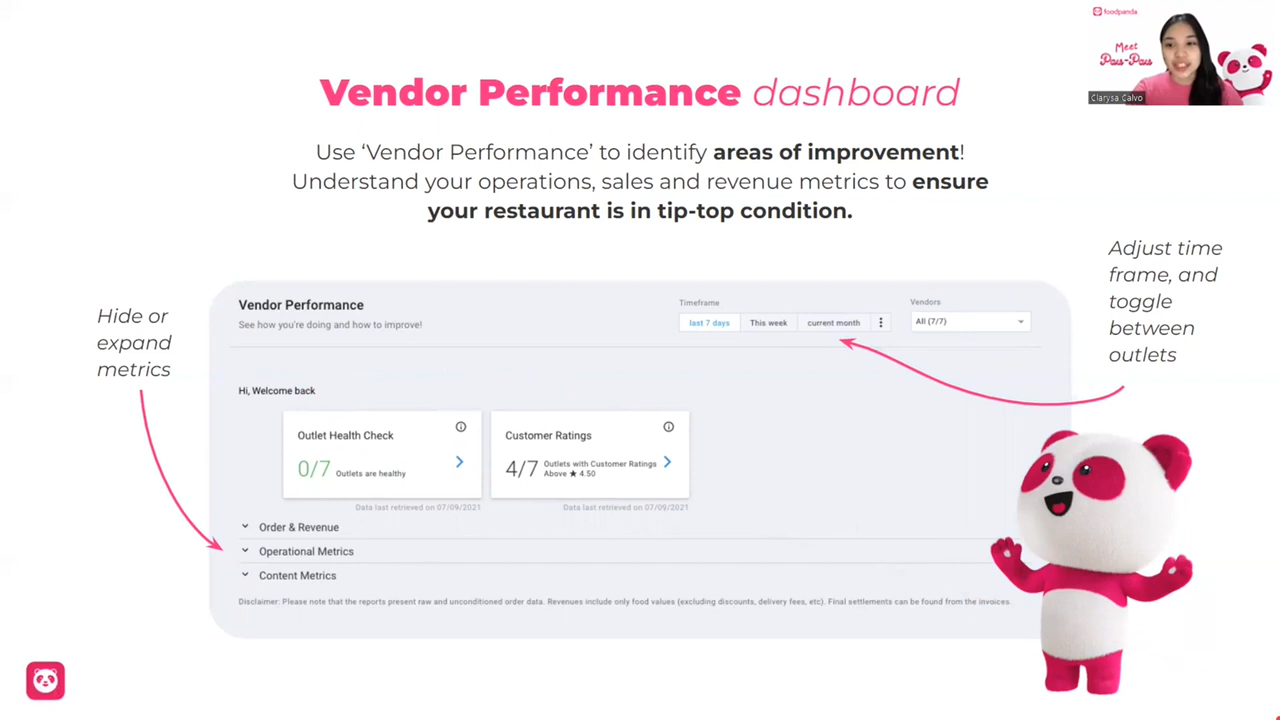 foodpanda
Meet
Pau-Pau
Clarysa Calvo
Vendor Performance dashboard
Use ‘Vendor Performance’ to identify areas of improvement!
Understand your operations, sales and revenue metrics to ensure
your restaurant is in tip-top condition.
Adjust time
frame, and
toggle
between
outlets
Hide or
expand
metrics
Vendor Performance
See how you're doing and how to improve!
Timeframe
last 7 days This week current month
Vendors
All (7/7)
Hi, Welcome back
Outlet Health Check
0/7 Outlets are healthy
Data last retrieved on 07/09/2021
Customer Ratings
4/7 Outlets with Customer Ratings
Above ★ 4.50
Data last retrieved on 07/09/2021
Order & Revenue
Operational Metrics
Content Metrics
Disclaimer: Please note that the reports present raw and unconditioned order data. Revenues include only food values (excluding discounts, delivery fees, etc). Final settlements can be found from the invoices.